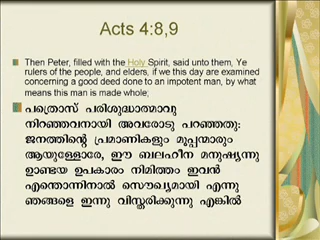 Acts 4:8,9
Then Peter, filled with the Holy Spirit, said unto them, Ye
rulers of the people, and elders, if we this day are examined
concerning a good deed done to an impotent man, by what
means this man is made whole;
പത്രൊസ് പരിശുദ്ധാത്മാവു
നിറഞ്ഞവനായി അവരോടു പറഞ്ഞതു:
ജനത്തിന്റെ പ്രമാണികളും മൂപ്പന്മാരും
ആയുള്ളോരേ, ഈ ബലഹീന മനുഷ്യന്നു
ഉണ്ടായ ഉപകാരം നിമിത്തം ഇവൻ
എന്തൊന്നിനാൽ സൌഖ്യമായി എന്നു
ഞങ്ങളെ ഇന്നു വിസ്തരിക്കുന്നു എങ്കിൽ